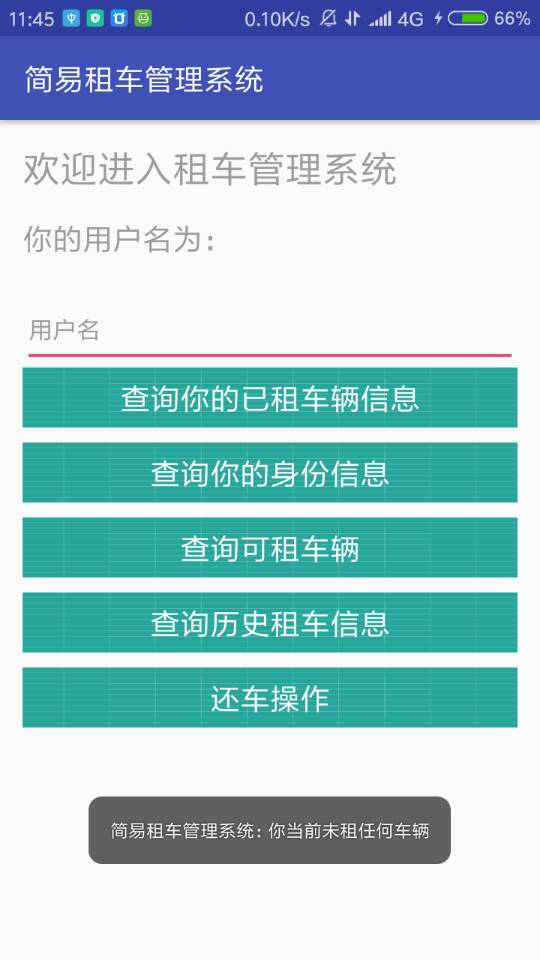 11:45 0.10K/s 4G 66%
简易租车管理系统
欢迎进入租车管理系统
你的用户名为：
用户名
查询你的已租车辆信息
查询你的身份信息
查询可租车辆
查询历史租车信息
还车操作
简易租车管理系统：你当前未租任何车辆